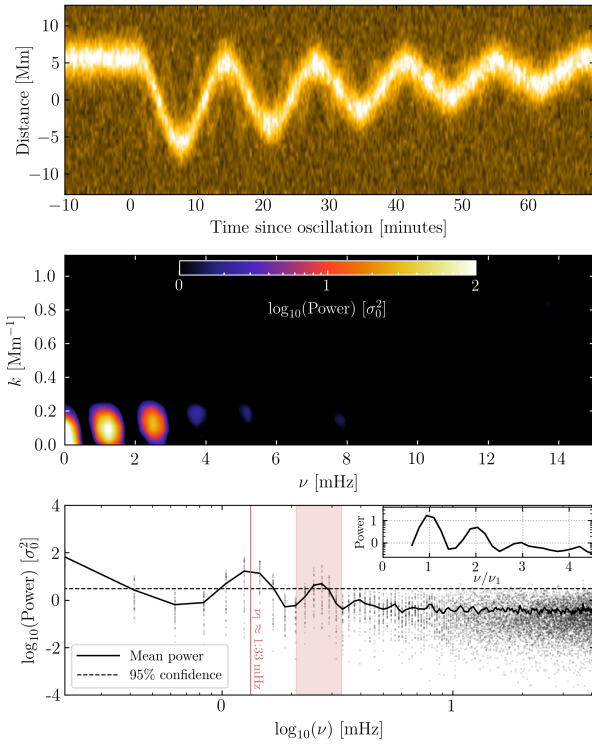 10
5
0
−5
−10
Distance [Mm]
−10 0 10 20 30 40 50 60
Time since oscillation [minutes]
1.0
0.8
0.6
0.4
0.2
0.0
k [Mm⁻¹]
0 1 2
log₁₀(Power) [σ₀²]
0 2 4 6 8 10 12 14
ν [mHz]
4
2
0
-2
-4
log₁₀(Power) [σ₀²]
1
0
Power
1 2 3 4
ν/ν₁
ν₁ ≈ 1.33 mHz
Mean power
95% confidence
0 1
log₁₀(ν) [mHz]